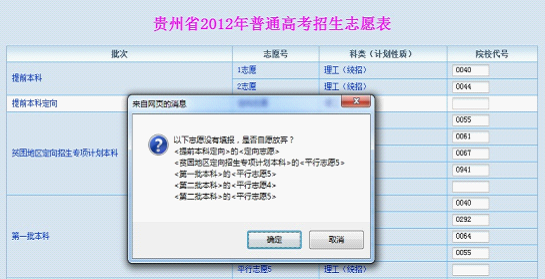 贵州省2012年普通高考招生志愿表
批次 志愿号 科类（计划性质） 院校代号
提前本科 1志愿 理工（统招） 0040
2志愿 理工（统招） 0044
提前本科定向
来自网页的消息
以下志愿没有填报，是否自愿放弃？
<提前本科定向>的<定向志愿>
<贫困地区定向招生专项计划本科>的<平行志愿5>
<第一批本科>的<平行志愿5>
<第二批本科>的<平行志愿4>
<第二批本科>的<平行志愿5>
确定 取消
0055
0061
贫困地区定向招生专项计划本科 0067
0941
0040
0292
第一批本科 0064
0055
平行志愿5 理工（统招）